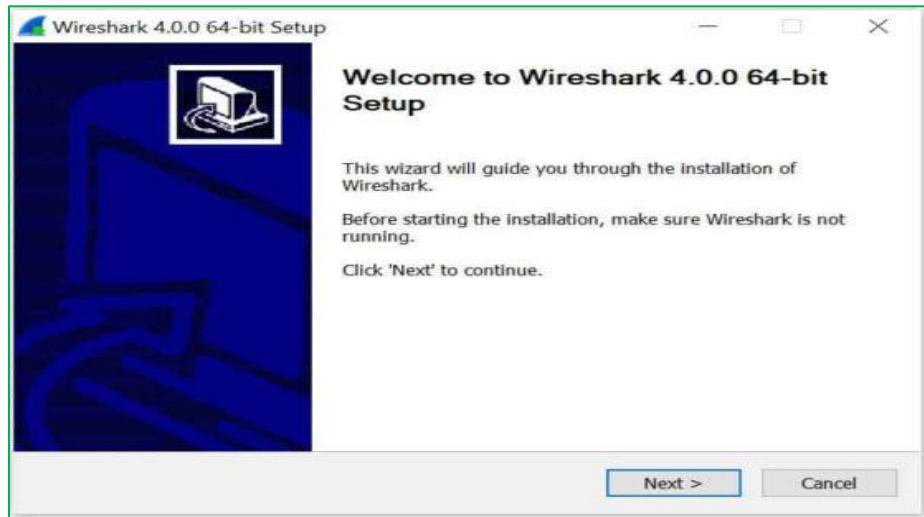 Wireshark 4.0.0 64-bit Setup
Welcome to Wireshark 4.0.0 64-bit
Setup
This wizard will guide you through the installation of
Wireshark.
Before starting the installation, make sure Wireshark is not
running.
Click 'Next' to continue.
Next >
Cancel